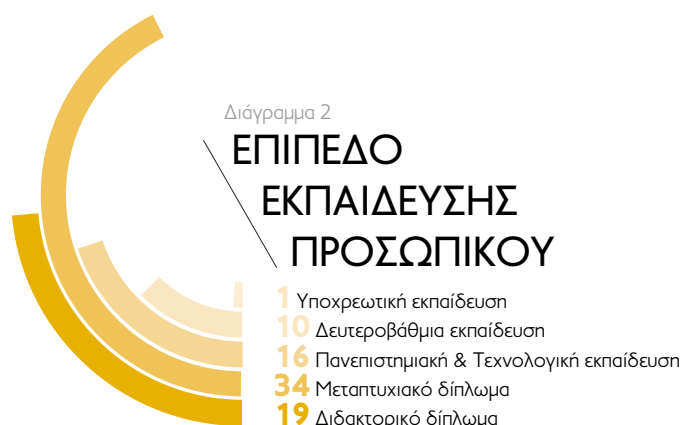 Διάγραμμα 2
ΕΠΙΠΕΔΟ
ΕΚΠΑΙΔΕΥΣΗΣ
ΠΡΟΣΩΠΙΚΟΥ
1 Υποχρεωτική εκπαίδευση
10 Δευτεροβάθμια εκπαίδευση
16 Πανεπιστημιακή & Τεχνολογική εκπαίδευση
34 Μεταπτυχιακό δίπλωμα
19 Διδακτορικό δίπλωμα